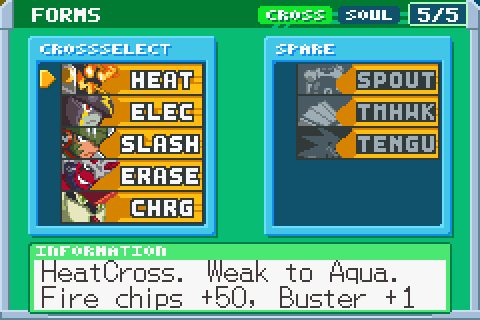 FORMS CROSS SOUL 5/5
CROSSSELECT
HEAT
ELEC
SLASH
ERASE
CHRG
SPARE
SPOUT
TMHWK
TENGU
INFORMATION
HeatCross. Weak to Aqua.
Fire chips +50, Buster +1